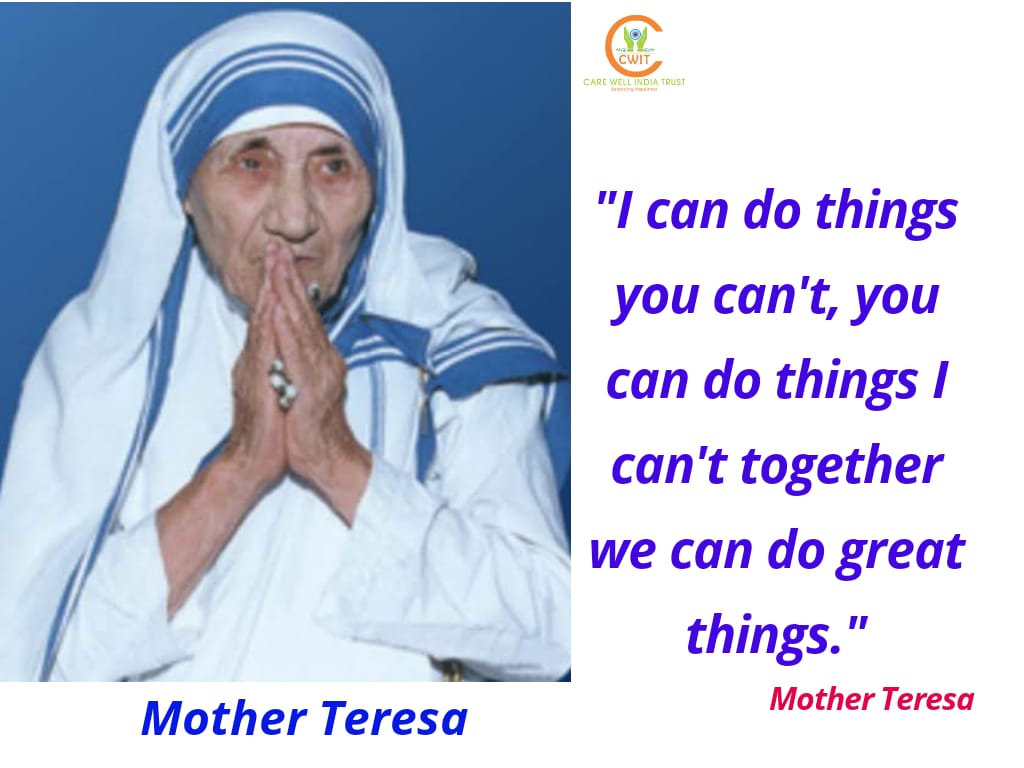 CWIT
CARE WELL INDIA TRUST
"I can do things
you can't, you
can do things I
can't together
we can do great
things."
Mother Teresa
Mother Teresa